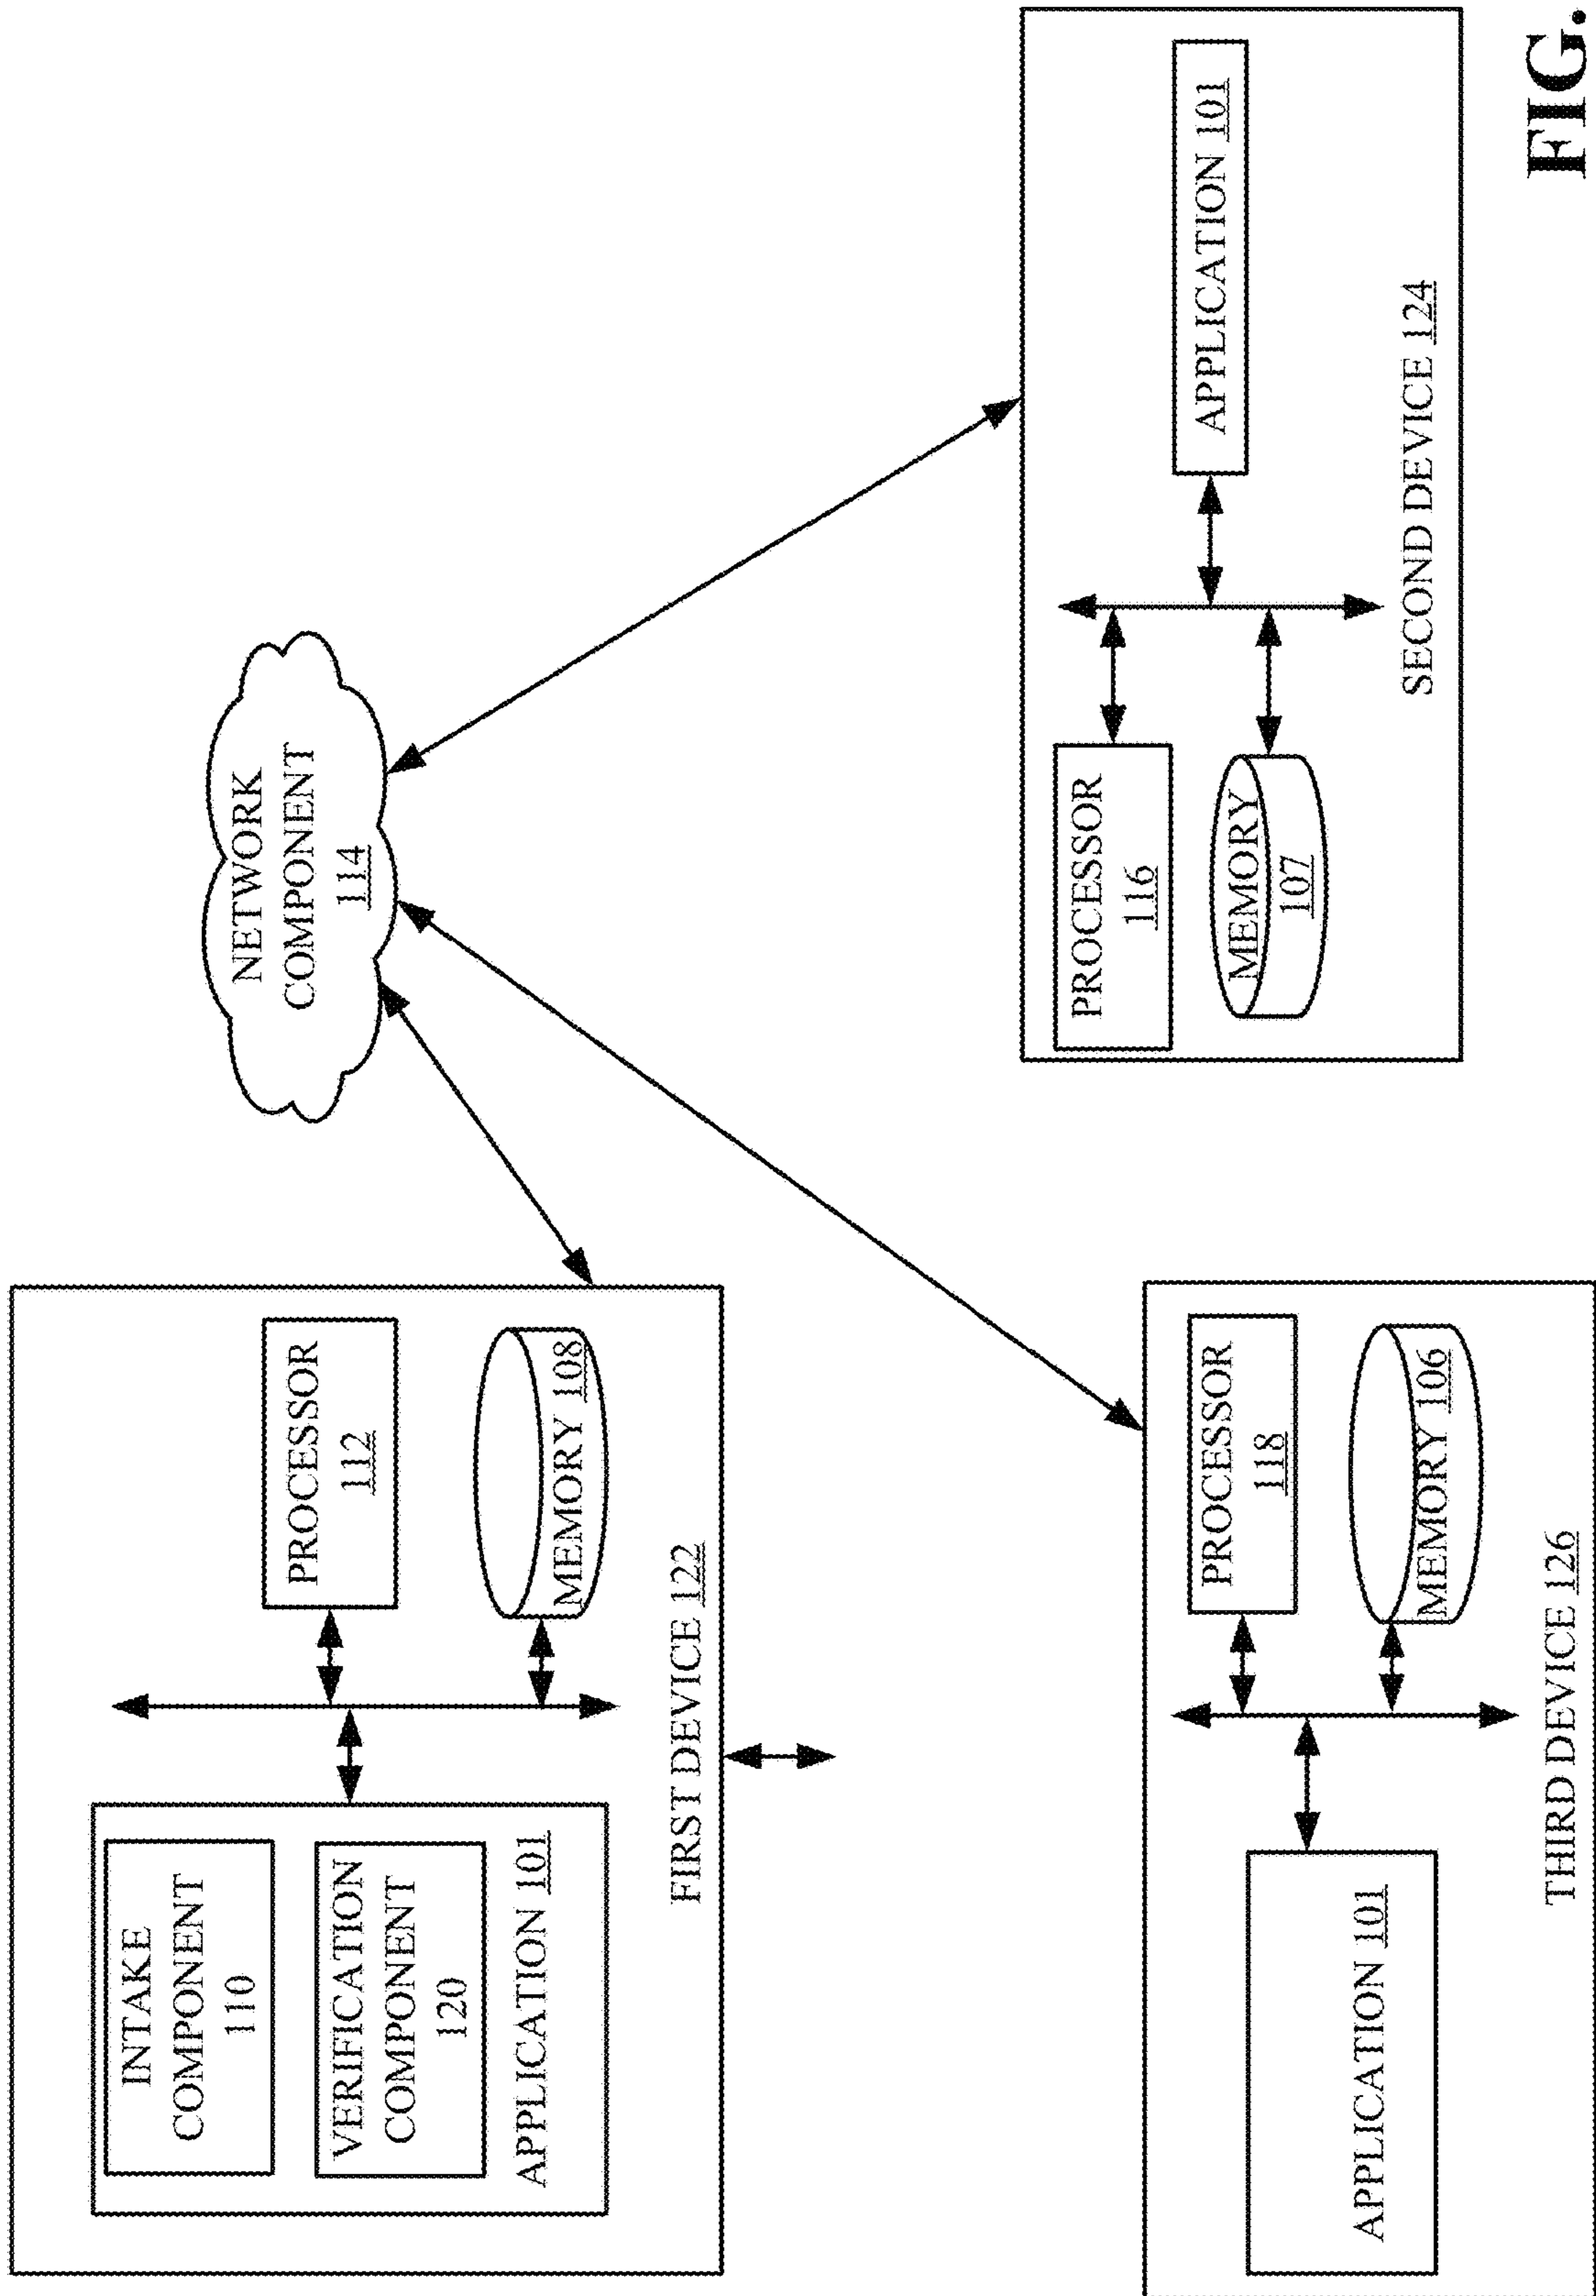 INTAKE
COMPONENT
110
VERIFICATION
COMPONENT
120
APPLICATION 101
PROCESSOR
112
MEMORY 108
FIRST DEVICE 122
NETWORK
COMPONENT
114
APPLICATION 101
PROCESSOR
118
MEMORY 106
THIRD DEVICE 126
PROCESSOR
116
MEMORY
107
APPLICATION 101
SECOND DEVICE 124
FIG.